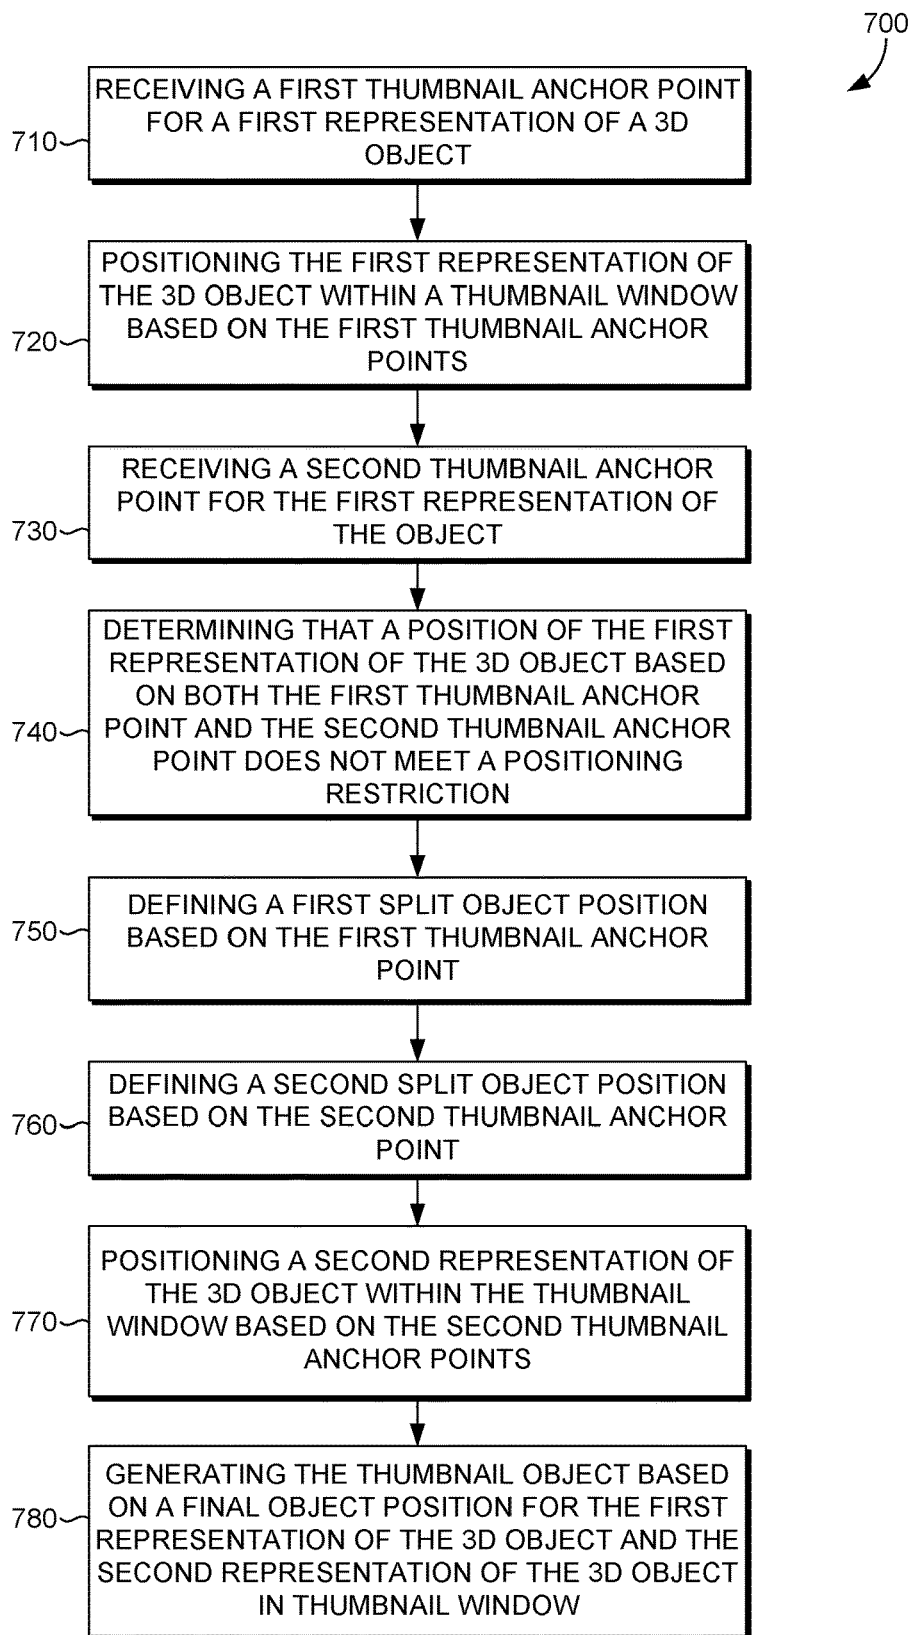 700
RECEIVING A FIRST THUMBNAIL ANCHOR POINT
FOR A FIRST REPRESENTATION OF A 3D
OBJECT
710
POSITIONING THE FIRST REPRESENTATION OF
THE 3D OBJECT WITHIN A THUMBNAIL WINDOW
BASED ON THE FIRST THUMBNAIL ANCHOR
POINTS
720
RECEIVING A SECOND THUMBNAIL ANCHOR
POINT FOR THE FIRST REPRESENTATION OF
THE OBJECT
730
DETERMINING THAT A POSITION OF THE FIRST
REPRESENTATION OF THE 3D OBJECT BASED
ON BOTH THE FIRST THUMBNAIL ANCHOR
POINT AND THE SECOND THUMBNAIL ANCHOR
POINT DOES NOT MEET A POSITIONING
RESTRICTION
740
DEFINING A FIRST SPLIT OBJECT POSITION
BASED ON THE FIRST THUMBNAIL ANCHOR
POINT
750
DEFINING A SECOND SPLIT OBJECT POSITION
BASED ON THE SECOND THUMBNAIL ANCHOR
POINT
760
POSITIONING A SECOND REPRESENTATION OF
THE 3D OBJECT WITHIN THE THUMBNAIL
WINDOW BASED ON THE SECOND THUMBNAIL
ANCHOR POINTS
770
GENERATING THE THUMBNAIL OBJECT BASED
ON A FINAL OBJECT POSITION FOR THE FIRST
REPRESENTATION OF THE 3D OBJECT AND THE
SECOND REPRESENTATION OF THE 3D OBJECT
IN THUMBNAIL WINDOW
780